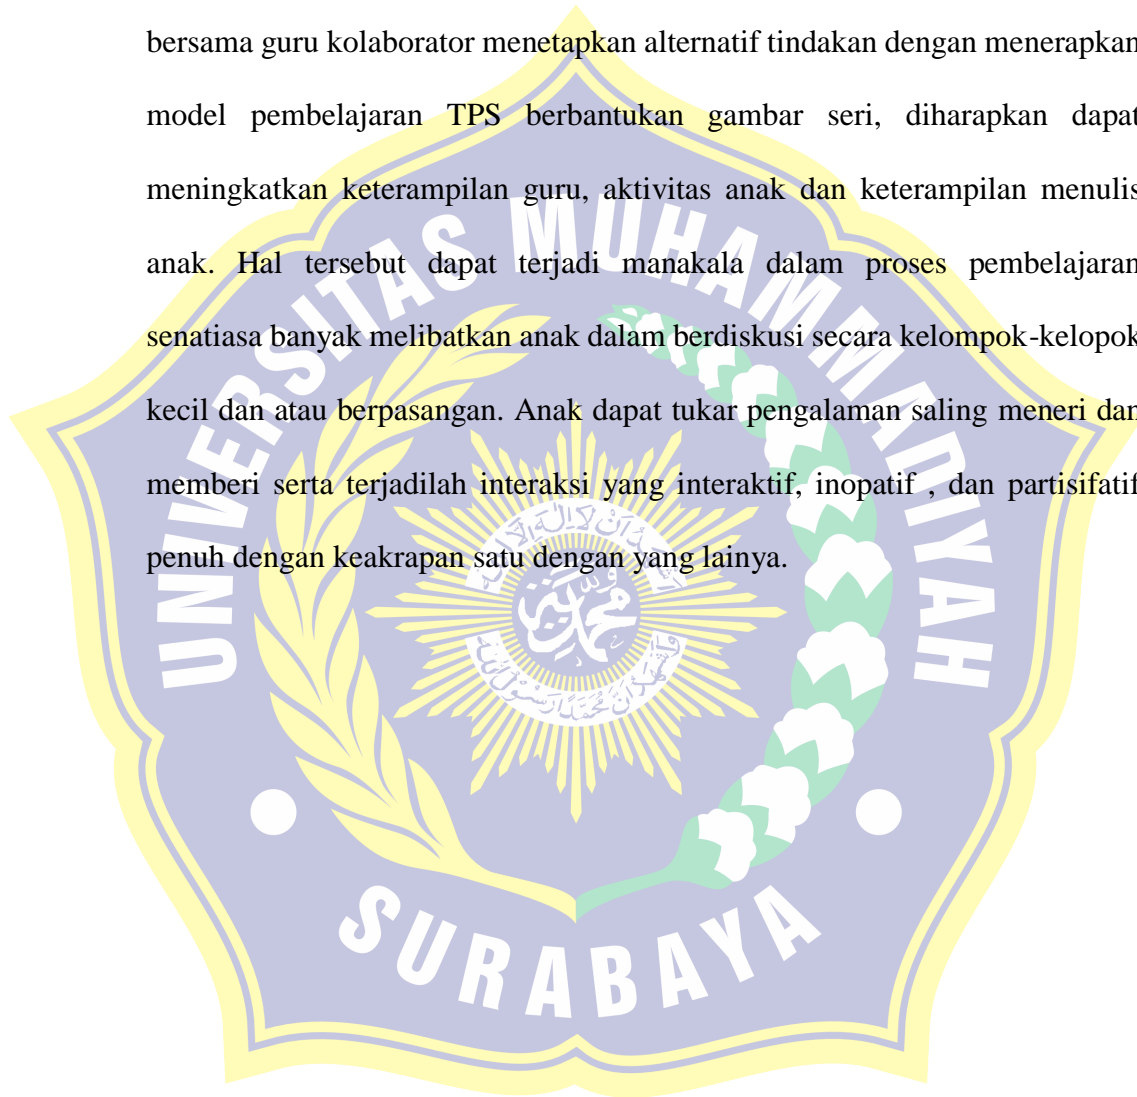 bersama guru kolaborator menetapkan alternatif tindakan dengan menerapkan
model pembelajaran TPS berbantukan gambar seri, diharapkan dapat
meningkatkan keterampilan guru, aktivitas anak dan keterampilan menulis
anak. Hal tersebut dapat terjadi manakala dalam proses pembelajaran
senatiasa banyak melibatkan anak dalam berdiskusi secara kelompok-kelopok
kecil dan atau berpasangan. Anak dapat tukar pengalaman saling meneri dan
memberi serta terjadilah interaksi yang interaktif, inopatif , dan partisifatif
penuh dengan keakrapan satu dengan yang lainya.
UNIVERSITAS MUHAMMADIYAH
SURABAYA
محمد